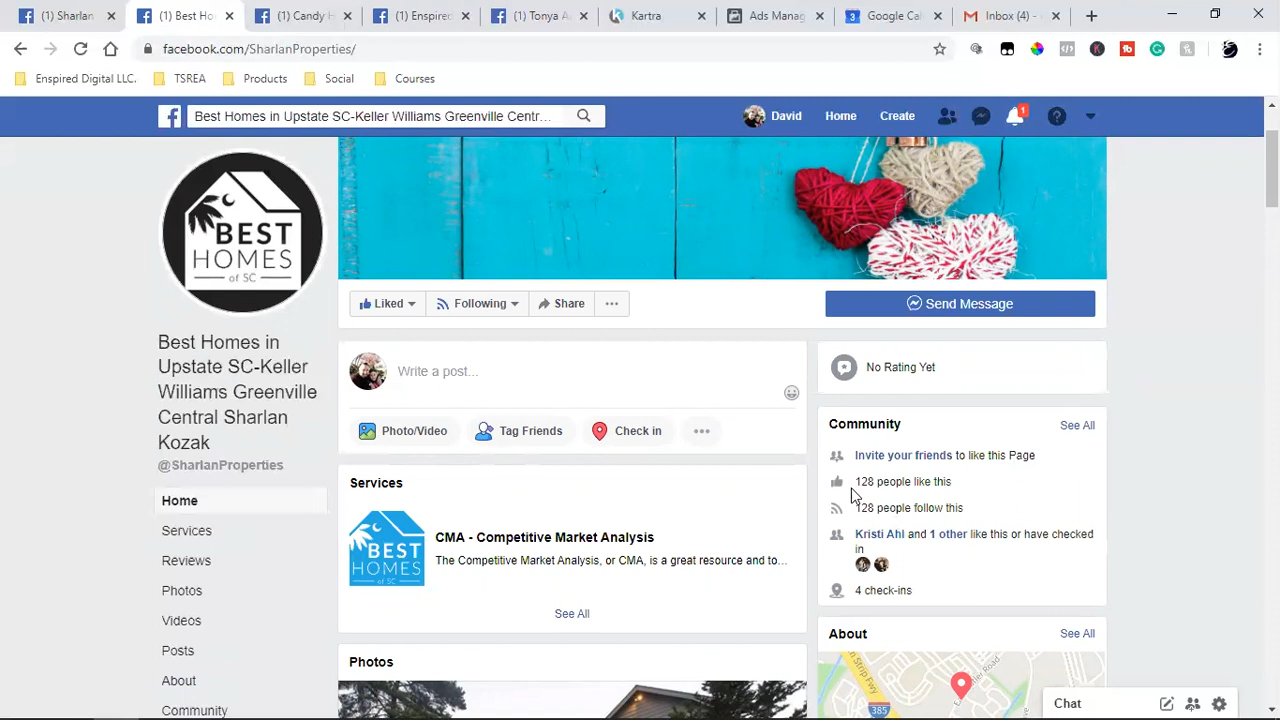 (1) Sharlan
(1) Best Ho
(1) Candy H
(1) Enspired
(1) Tonya A
Kartra
Ads Manag
3
Google Cal
Inbox (4) -
facebook.com/SharlanProperties/
Enspired Digital LLC.
TSREA
Products
Social
Courses
Best Homes in Upstate SC-Keller Williams Greenville Centr...
David
Home
Create
1
BEST
HOMES
of SC
Liked
Following
Share
Send Message
Best Homes in
Upstate SC-Keller
Williams Greenville
Central Sharlan
Kozak
@SharlanProperties
Home
Services
Reviews
Photos
Videos
Posts
About
Community
Write a post...
Photo/Video
Tag Friends
Check in
Services
BEST
HOMES
CMA - Competitive Market Analysis
The Competitive Market Analysis, or CMA, is a great resource and to...
See All
Photos
No Rating Yet
Community
See All
Invite your friends to like this Page
128 people like this
128 people follow this
Kristi Ahl and 1 other like this or have checked
in
4 check-ins
About
See All
385
Chat